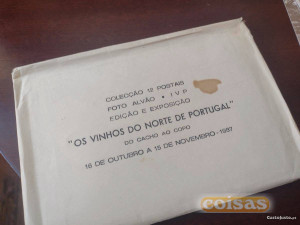 COLECÇÃO 12 POSTAIS
FOTO ALVÃO • I V P
EDIÇÃO E EXPOSIÇÃO
"OS VINHOS DO NORTE DE PORTUGAL"
DO CACHO AO COPO
16 DE OUTUBRO A 15 DE NOVEMBRO - 1987
coisas